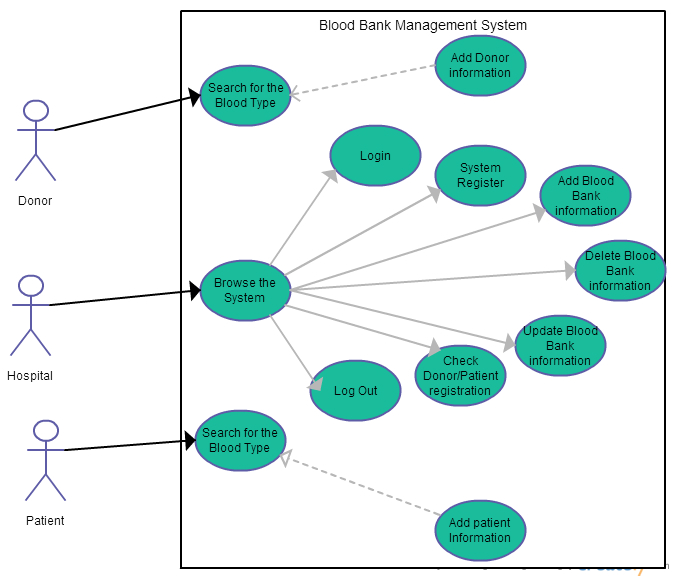 Blood Bank Management System
Add Donor
information
Search for the
Blood Type
Donor
Login
System
Register
Add Blood
Bank
information
Browse the
System
Delete Blood
Bank
information
Hospital
Update Blood
Bank
information
Check
Donor/Patient
registration
Log Out
Search for the
Blood Type
Patient
Add patient
Information